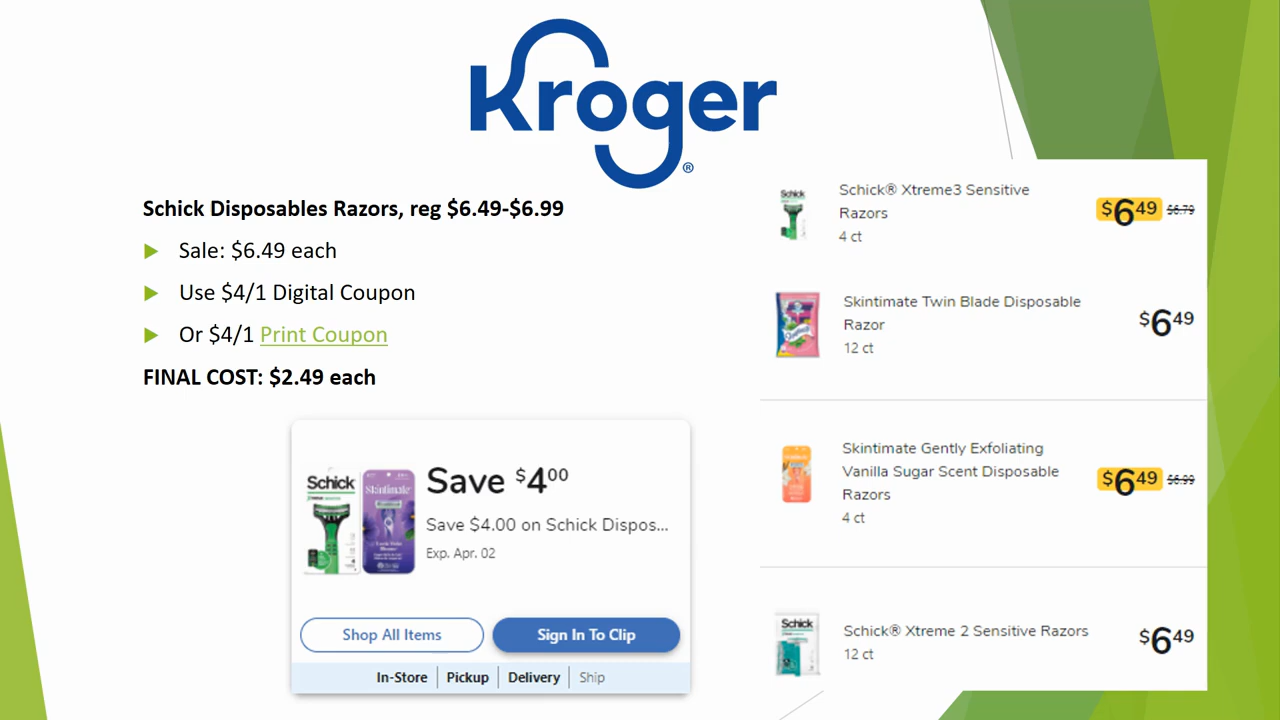 Kroger
®
Schick Disposables Razors, reg $6.49-$6.99
Sale: $6.49 each
Use $4/1 Digital Coupon
Or $4/1 Print Coupon
FINAL COST: $2.49 each
Schick
Skintimate
Save $4.00
Save $4.00 on Schick Dispos...
Exp. Apr. 02
Shop All Items
Sign In To Clip
In-Store
Pickup
Delivery
Ship
Schick
Schick® Xtreme3 Sensitive
Razors
4 ct
$6.49 $6.79
Skintimate Twin Blade Disposable
Razor
12 ct
$6.49
Skintimate Gently Exfoliating
Vanilla Sugar Scent Disposable
Razors
4 ct
$6.49 $6.99
Schick
Schick® Xtreme 2 Sensitive Razors
12 ct
$6.49